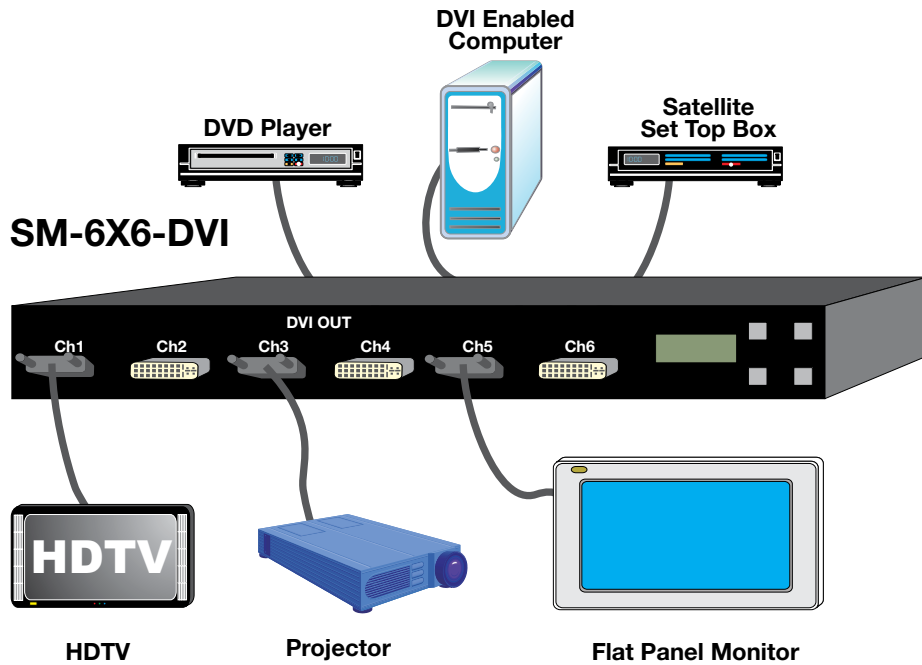 DVI Enabled
Computer
DVD Player
Satellite
Set Top Box
SM-6X6-DVI
DVI OUT
Ch1 Ch2 Ch3 Ch4 Ch5 Ch6
HDTV
HDTV
Projector
Flat Panel Monitor